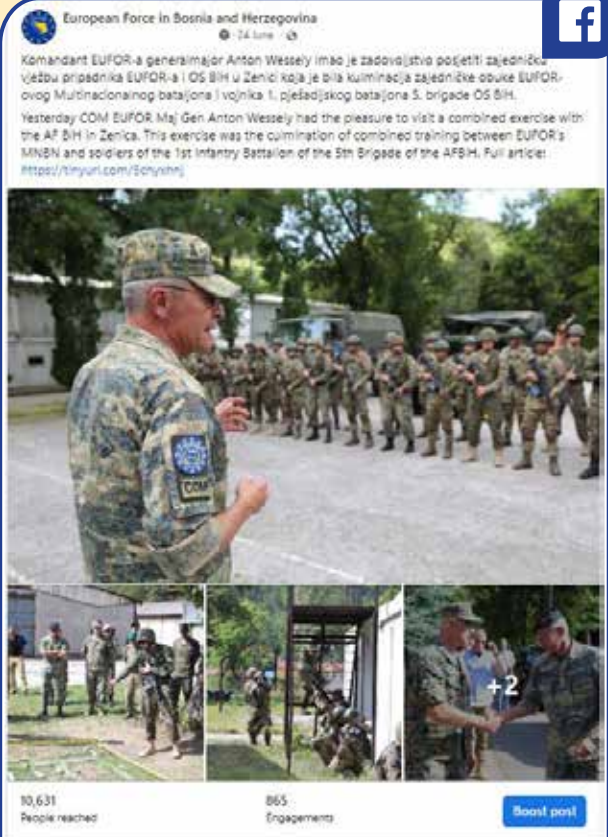 European Force in Bosnia and Herzegovina
24 June
Komandant EUFOR-a generalmajor Anton Wessely imao je zadovoljstvo posjetiti zajedničku
vježbu pripadnika EUFOR-a i OS BiH u Zenici koja je bila kulminacija zajedničke obuke EUFOR-
ovog Multinacionalnog bataljona i vojnika 1. pješadijskog bataljona 5. brigade OS BiH.
Yesterday COM EUFOR Maj Gen Anton Wessely had the pleasure to visit a combined exercise with
the AF BiH in Zenica. This exercise was the culmination of combined training between EUFOR's
MNBN and soldiers of the 1st Infantry Battalion of the 5th Brigade of the AFBiH. Full article:
COM
+2
10,631
865
People reached
Engagements
Boost post